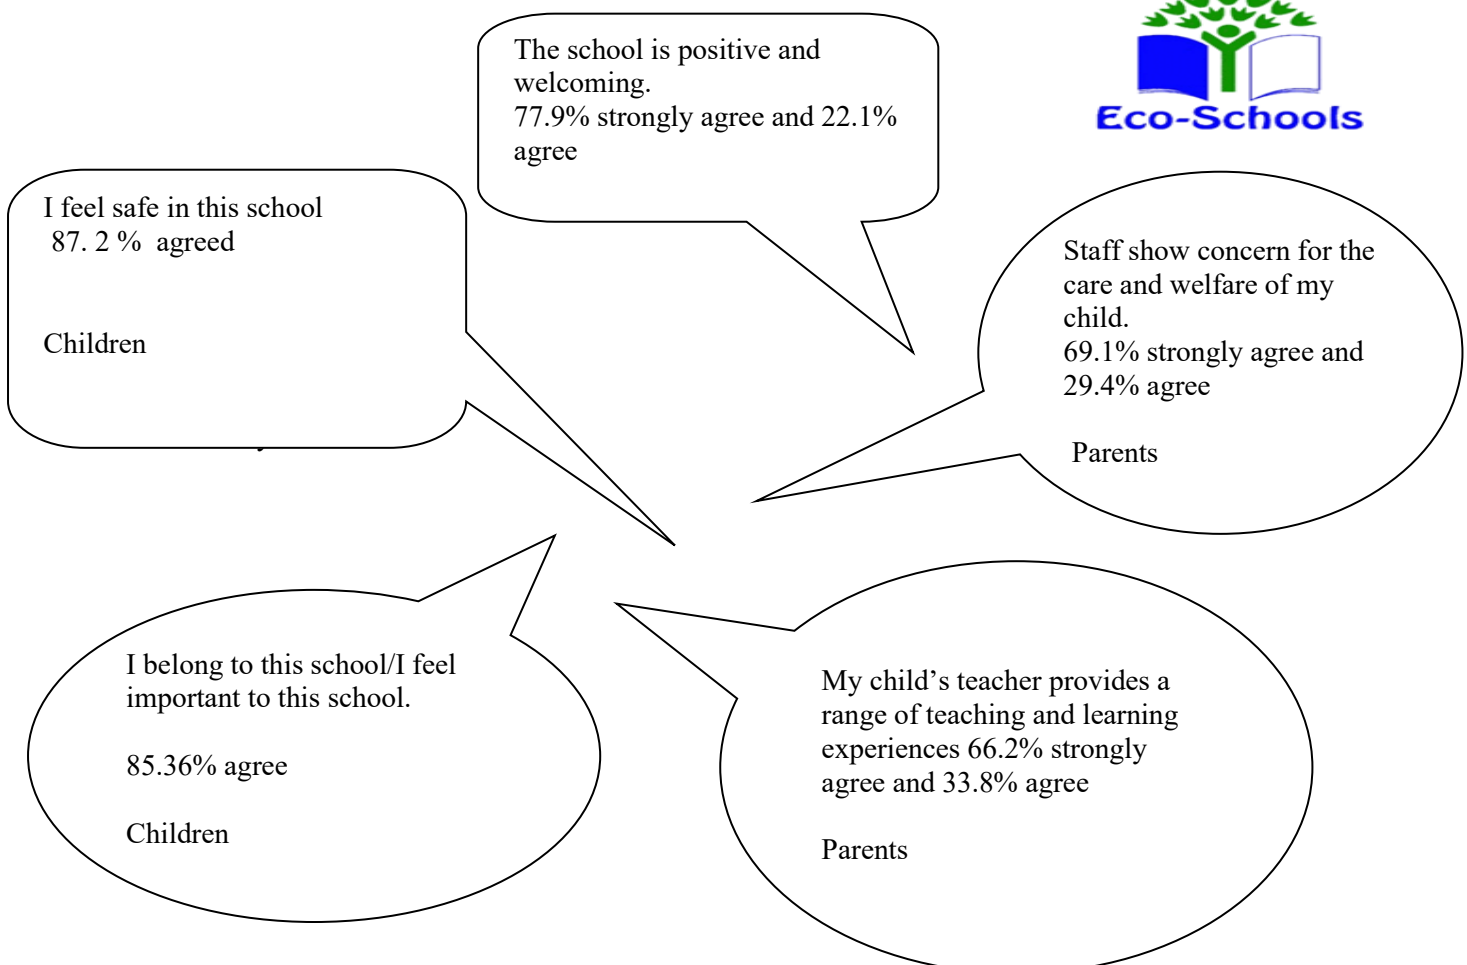 The school is positive and
welcoming.
77.9% strongly agree and 22.1%
agree
Eco-Schools
I feel safe in this school
87. 2 %  agreed
Children
Staff show concern for the
care and welfare of my
child.
69.1% strongly agree and
29.4% agree
Parents
I belong to this school/I feel
important to this school.
85.36% agree
Children
My child’s teacher provides a
range of teaching and learning
experiences 66.2% strongly
agree and 33.8% agree
Parents